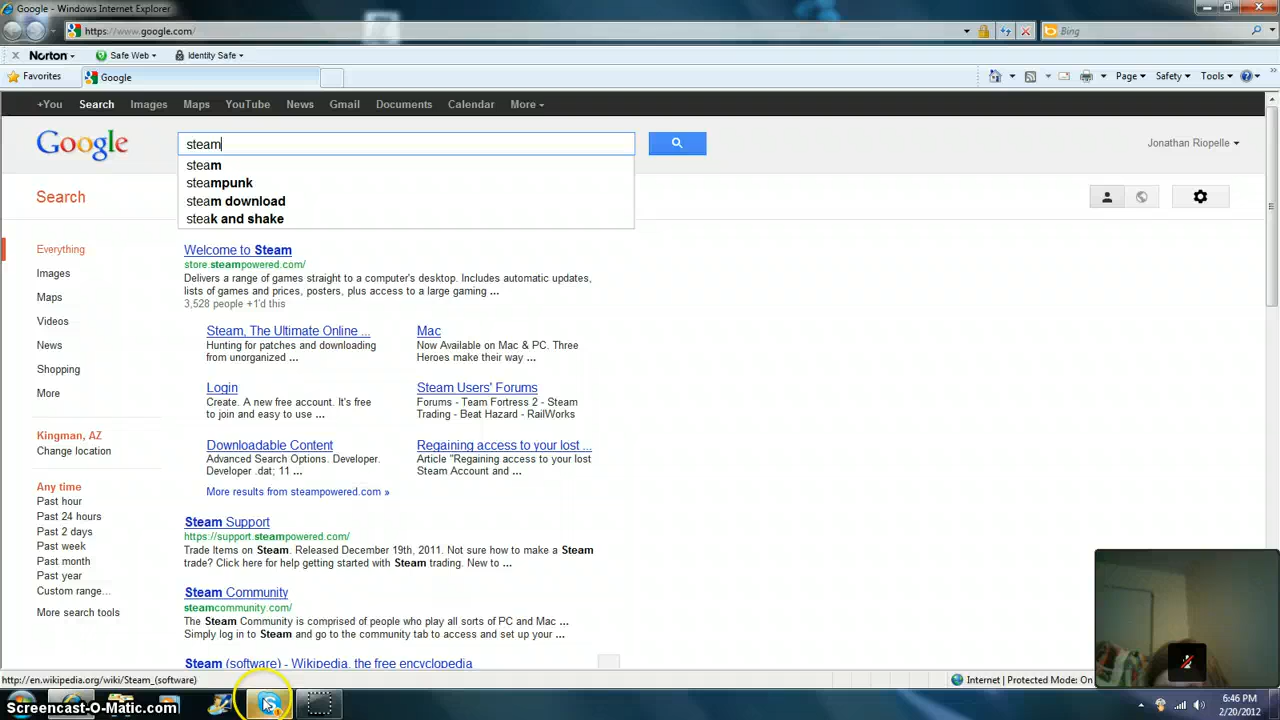 Google - Windows Internet Explorer
https://www.google.com/
Bing
Norton
Safe Web
Identity Safe
Favorites
Google
Page
Safety
Tools
+You Search Images Maps YouTube News Gmail Documents Calendar More
Google
steam
Jonathan Riopelle
steam
steampunk
steam download
steak and shake
Search
Everything
Images
Maps
Videos
News
Shopping
More
Kingman, AZ
Change location
Any time
Past hour
Past 24 hours
Past 2 days
Past week
Past month
Past year
Custom range...
More search tools
Welcome to Steam
store.steampowered.com/
Delivers a range of games straight to a computer's desktop. Includes automatic updates,
lists of games and prices, posters, plus access to a large gaming ...
3,528 people +1'd this
Steam, The Ultimate Online ...
Hunting for patches and downloading
from unorganized ...
Mac
Now Available on Mac & PC. Three
Heroes make their way ...
Login
Create. A new free account. It's free
to join and easy to use ...
Steam Users' Forums
Forums - Team Fortress 2 - Steam
Trading - Beat Hazard - RailWorks
Downloadable Content
Advanced Search Options. Developer.
Developer .dat; 11 ...
Regaining access to your lost ...
Article "Regaining access to your lost
Steam Account and ...
More results from steampowered.com »
Steam Support
https://support.steampowered.com/
Trade Items on Steam. Released December 19th, 2011. Not sure how to make a Steam
trade? Click here for help getting started with Steam trading. New to ...
Steam Community
steamcommunity.com/
The Steam Community is comprised of people who play all sorts of PC and Mac ...
Simply log in to Steam and go to the community tab to access and set up your ...
Steam (software) - Wikipedia, the free encyclopedia
http://en.wikipedia.org/wiki/Steam_(software)
Internet | Protected Mode: On
Screencast-O-Matic.com
6:46 PM
2/20/2012